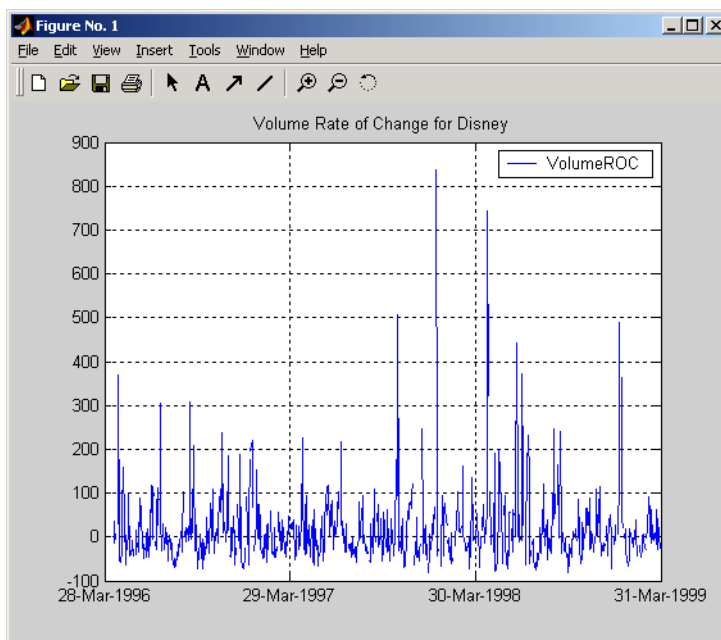 Figure No. 1
File Edit View Insert Tools Window Help
A
Volume Rate of Change for Disney
VolumeROC
900
800
700
600
500
400
300
200
100
0
-100
28-Mar-1996 29-Mar-1997 30-Mar-1998 31-Mar-1999